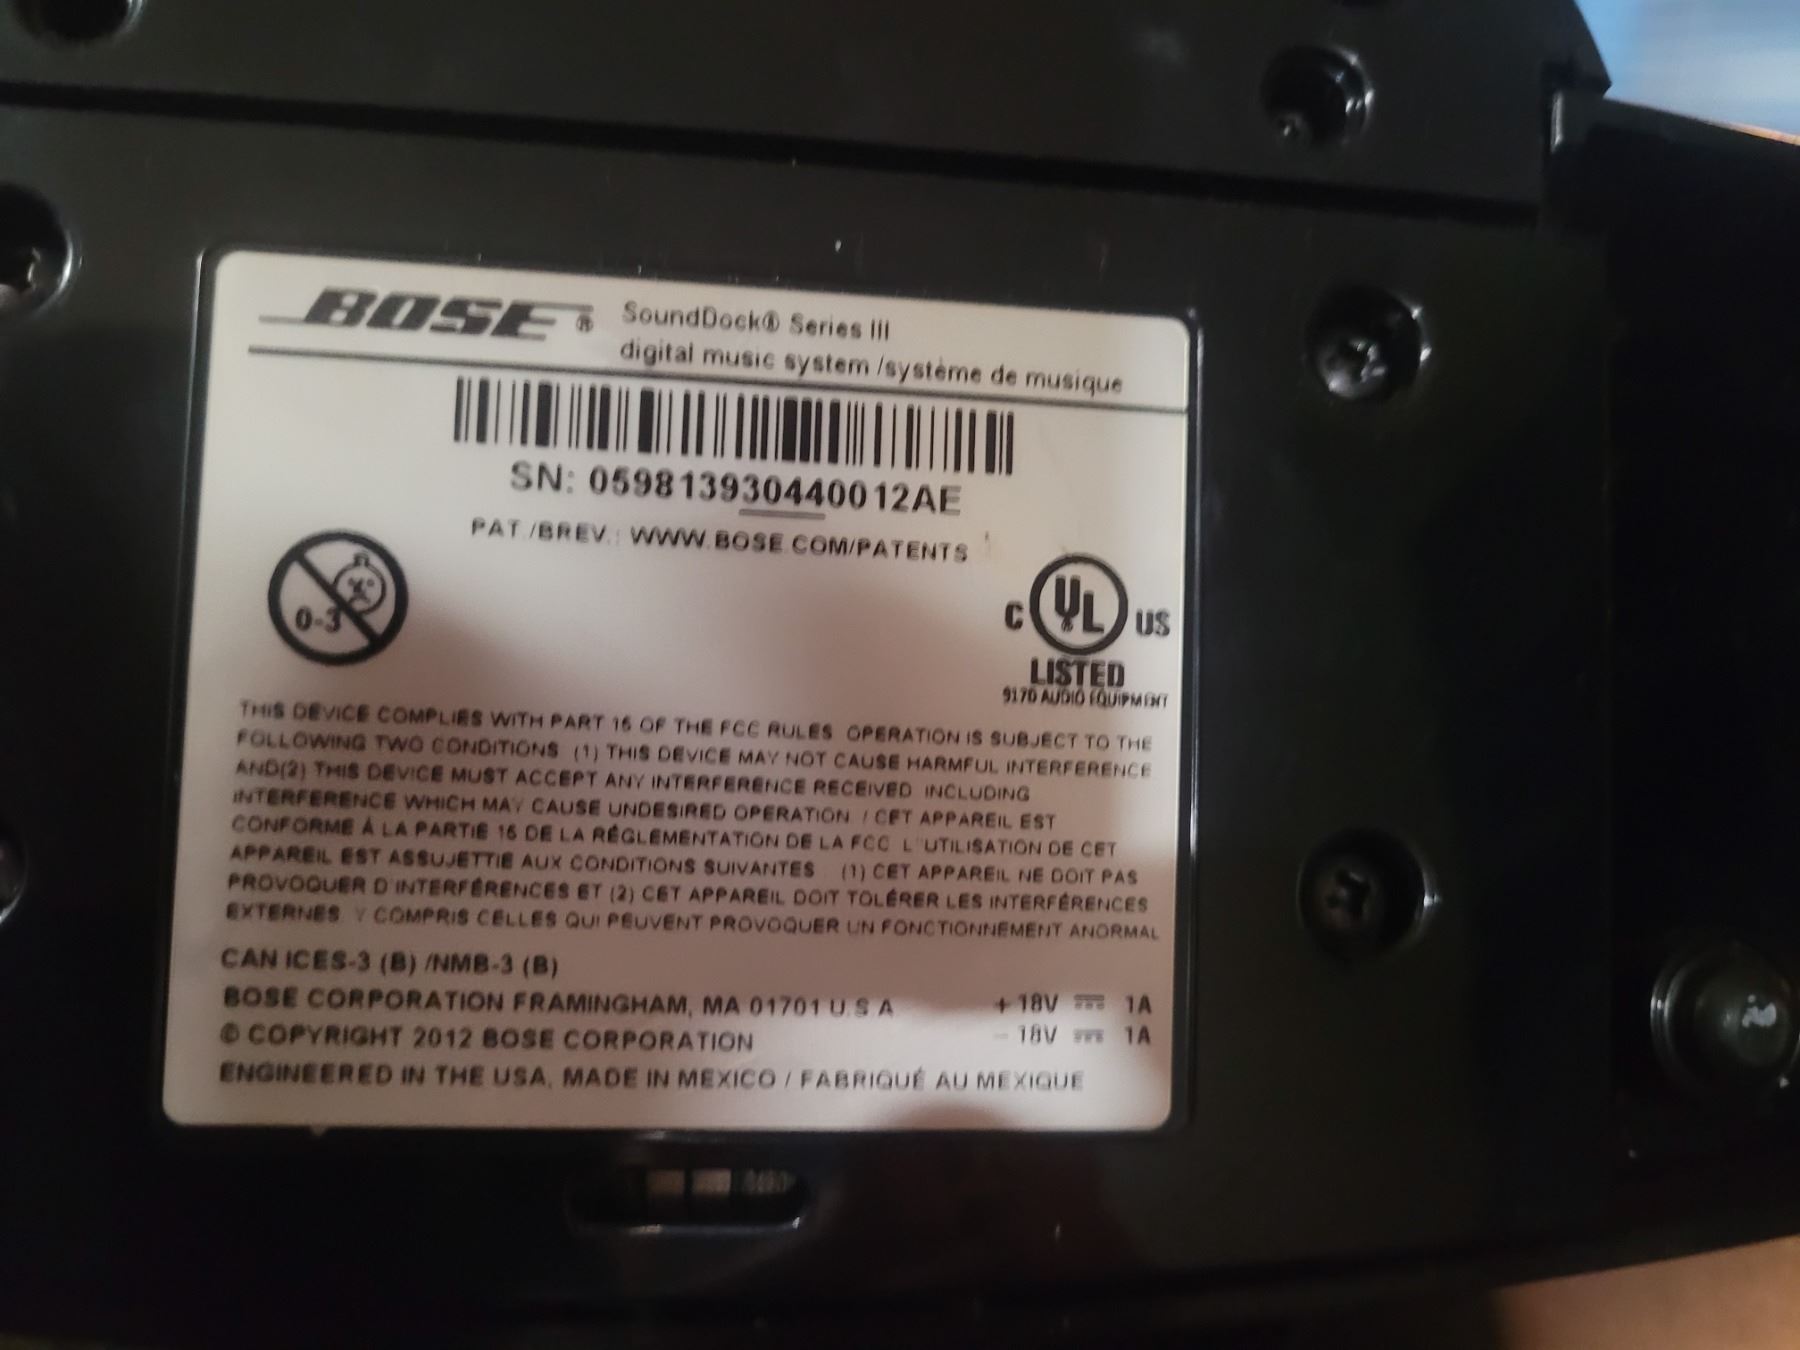 BOSE® SoundDock® Series III
digital music system /système de musique
SN: 059813930440012AE
PAT./BREV.: WWW.BOSE.COM/PATENTS
0-3
C UL US
LISTED
9170 AUDIO EQUIPMENT
THIS DEVICE COMPLIES WITH PART 15 OF THE FCC RULES OPERATION IS SUBJECT TO THE
FOLLOWING TWO CONDITIONS (1) THIS DEVICE MAY NOT CAUSE HARMFUL INTERFERENCE
AND(2) THIS DEVICE MUST ACCEPT ANY INTERFERENCE RECEIVED INCLUDING
INTERFERENCE WHICH MAY CAUSE UNDESIRED OPERATION / CET APPAREIL EST
CONFORME À LA PARTIE 15 DE LA RÉGLEMENTATION DE LA FCC L'UTILISATION DE CET
APPAREIL EST ASSUJETTIE AUX CONDITIONS SUIVANTES (1) CET APPAREIL NE DOIT PAS
PROVOQUER D'INTERFÉRENCES ET (2) CET APPAREIL DOIT TOLÉRER LES INTERFÉRENCES
EXTERNES Y COMPRIS CELLES QUI PEUVENT PROVOQUER UN FONCTIONNEMENT ANORMAL
CAN ICES-3 (B) /NMB-3 (B)
BOSE CORPORATION FRAMINGHAM, MA 01701 U.S.A. + 18V ⎓ 1A
© COPYRIGHT 2012 BOSE CORPORATION - 18V ⎓ 1A
ENGINEERED IN THE USA, MADE IN MEXICO / FABRIQUÉ AU MEXIQUE